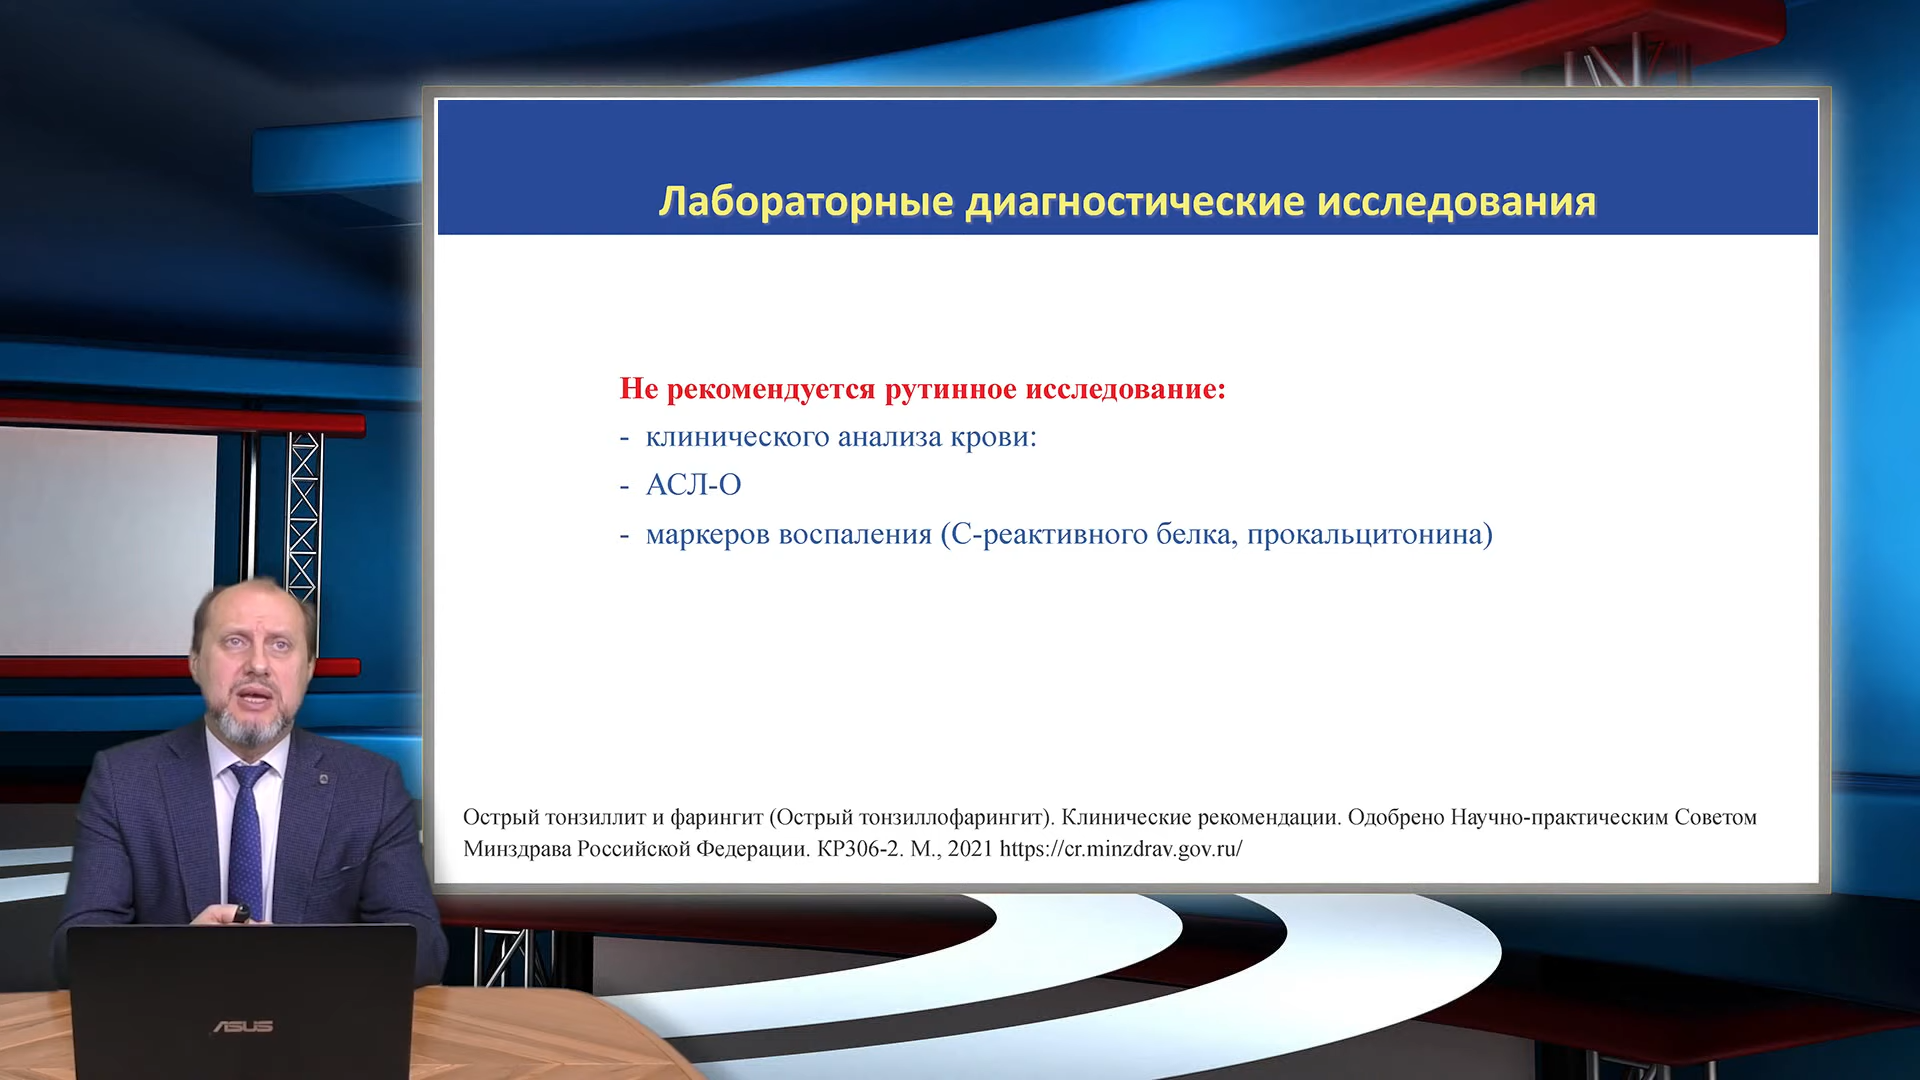 Лабораторные диагностические исследования
Не рекомендуется рутинное исследование:
- клинического анализа крови:
- АСЛ-О
- маркеров воспаления (С-реактивного белка, прокальцитонина)
Острый тонзиллит и фарингит (Острый тонзиллофарингит). Клинические рекомендации. Одобрено Научно-практическим Советом
Минздрава Российской Федерации. КР306-2. М., 2021 https://cr.minzdrav.gov.ru/
ASUS